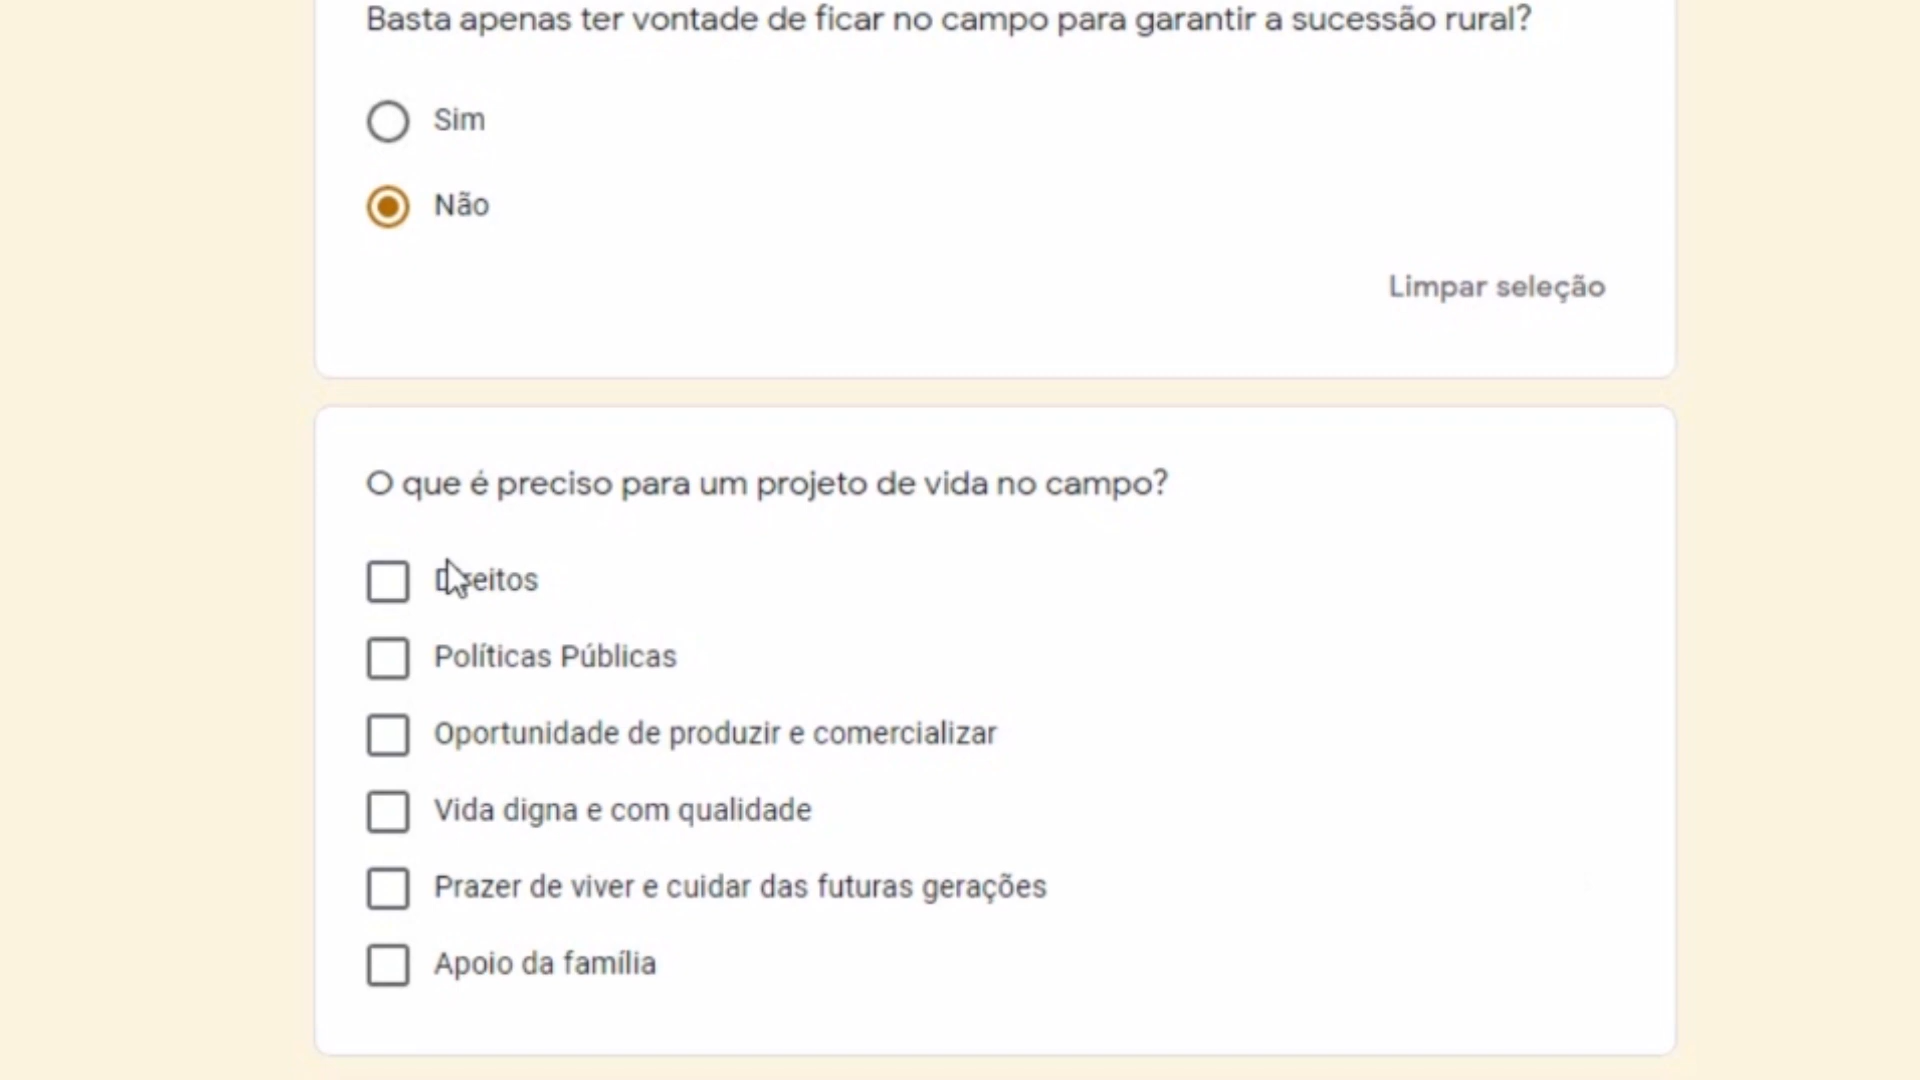 Basta apenas ter vontade de ficar no campo para garantir a sucessão rural?
Sim
Não
Limpar seleção
O que é preciso para um projeto de vida no campo?
Direitos
Políticas Públicas
Oportunidade de produzir e comercializar
Vida digna e com qualidade
Prazer de viver e cuidar das futuras gerações
Apoio da família